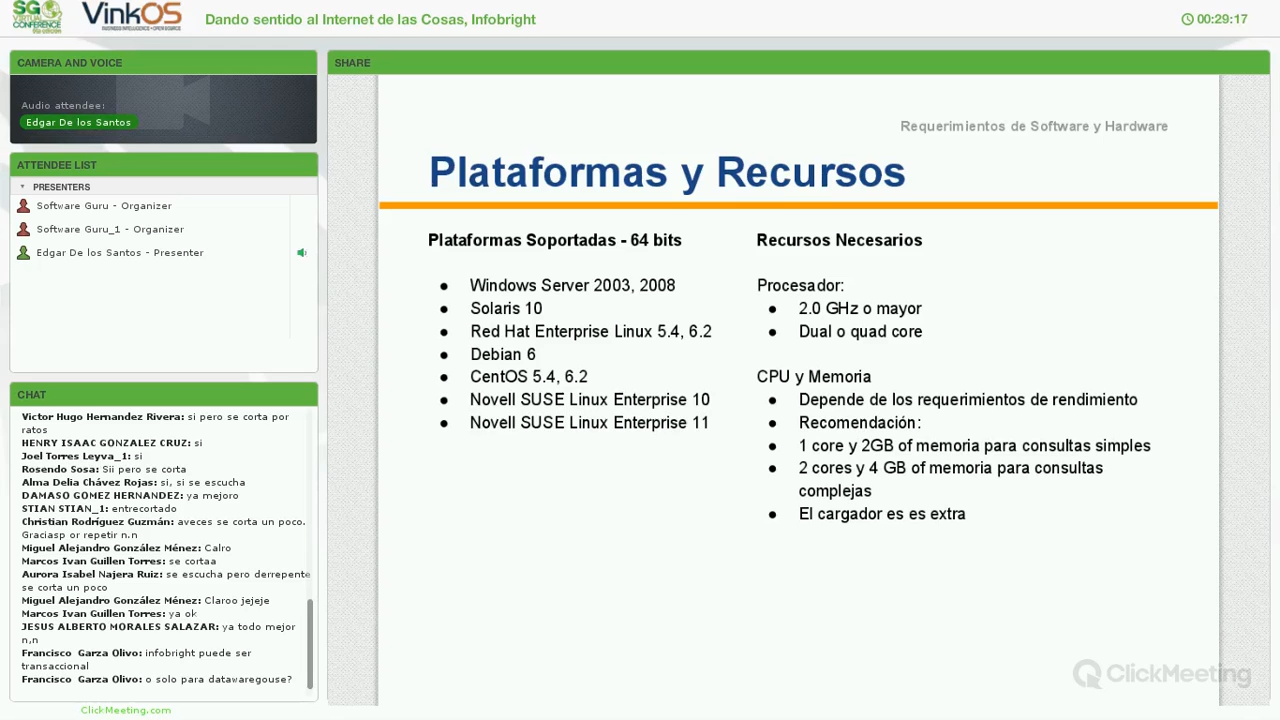 SG
VIRTUAL
CONFERENCE
VinkOS
Dando sentido al Internet de las Cosas, Infobright
00:29:17
CAMERA AND VOICE
Audio attendee:
Edgar De los Santos
ATTENDEE LIST
PRESENTERS
Software Guru - Organizer
Software Guru_1 - Organizer
Edgar De los Santos - Presenter
CHAT
Victor Hugo Hernandez Rivera: si pero se corta por
ratos
HENRY ISAAC GONZALEZ CRUZ: si
Joel Torres Leyva_1: si
Rosendo Sosa: Sii pero se corta
Alma Delia Chávez Rojas: si, si se escucha
DAMASO GOMEZ HERNANDEZ: ya mejoro
STIAN STIAN_1: entrecortado
Christian Rodríguez Guzmán: aveces se corta un poco.
Graciasp or repetir n.n
Miguel Alejandro González Ménez: Calro
Marcos Ivan Guillen Torres: se cortaa
Aurora Isabel Najera Ruiz: se escucha pero derrepente
se corta un poco
Miguel Alejandro González Ménez: Claroo jejeje
Marcos Ivan Guillen Torres: ya ok
JESUS ALBERTO MORALES SALAZAR: ya todo mejor
n,n
Francisco Garza Olivo: infobright puede ser
transaccional
Francisco Garza Olivo: o solo para datawaregouse?
ClickMeeting.com
SHARE
Requerimientos de Software y Hardware
Plataformas y Recursos
Plataformas Soportadas - 64 bits
● Windows Server 2003, 2008
● Solaris 10
● Red Hat Enterprise Linux 5.4, 6.2
● Debian 6
● CentOS 5.4, 6.2
● Novell SUSE Linux Enterprise 10
● Novell SUSE Linux Enterprise 11
Recursos Necesarios
Procesador:
● 2.0 GHz o mayor
● Dual o quad core
CPU y Memoria
● Depende de los requerimientos de rendimiento
● Recomendación:
● 1 core y 2GB of memoria para consultas simples
● 2 cores y 4 GB of memoria para consultas
complejas
● El cargador es es extra
ClickMeeting